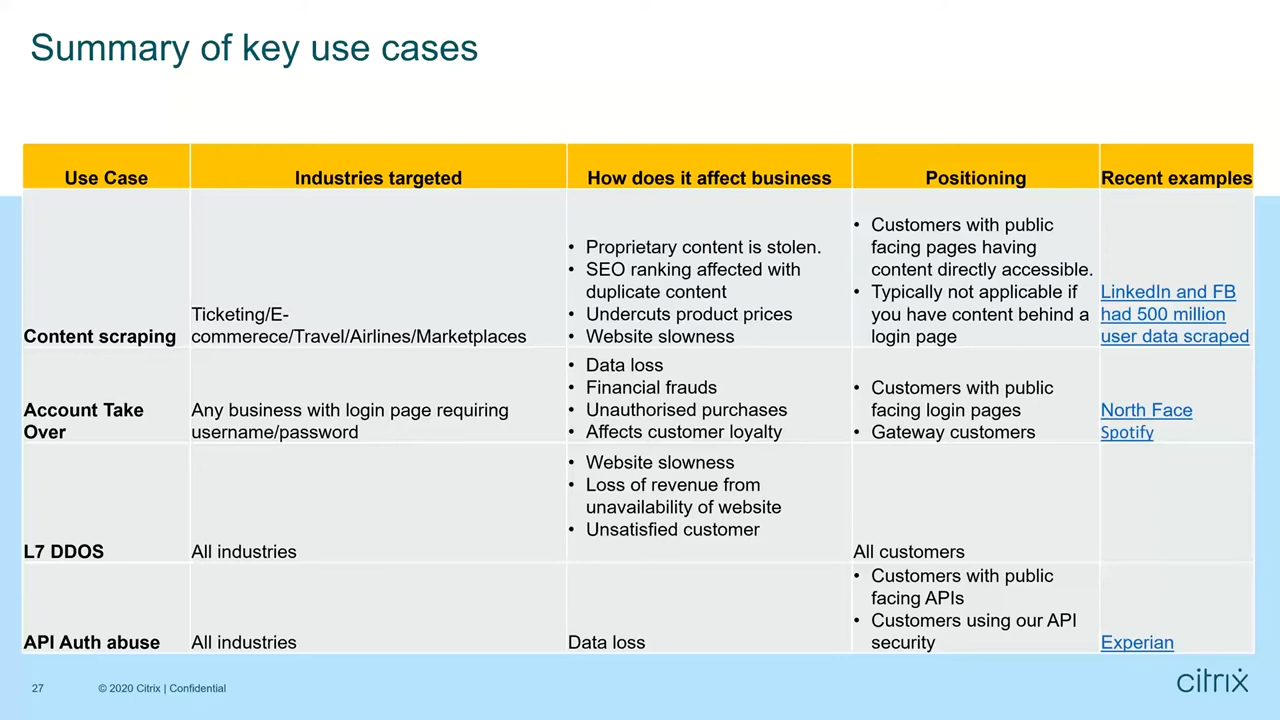 Summary of key use cases
Use Case
Industries targeted
How does it affect business
Positioning
Recent examples
Content scraping
Ticketing/E-
commerece/Travel/Airlines/Marketplaces
• Proprietary content is stolen.
• SEO ranking affected with
duplicate content
• Undercuts product prices
• Website slowness
• Customers with public
facing pages having
content directly accessible.
• Typically not applicable if
you have content behind a
login page
LinkedIn and FB
had 500 million
user data scraped
Account Take
Over
Any business with login page requiring
username/password
• Data loss
• Financial frauds
• Unauthorised purchases
• Affects customer loyalty
• Customers with public
facing login pages
• Gateway customers
North Face
Spotify
L7 DDOS
All industries
• Website slowness
• Loss of revenue from
unavailability of website
• Unsatisfied customer
All customers
API Auth abuse
All industries
Data loss
• Customers with public
facing APIs
• Customers using our API
security
Experian
27
© 2020 Citrix | Confidential
citrix